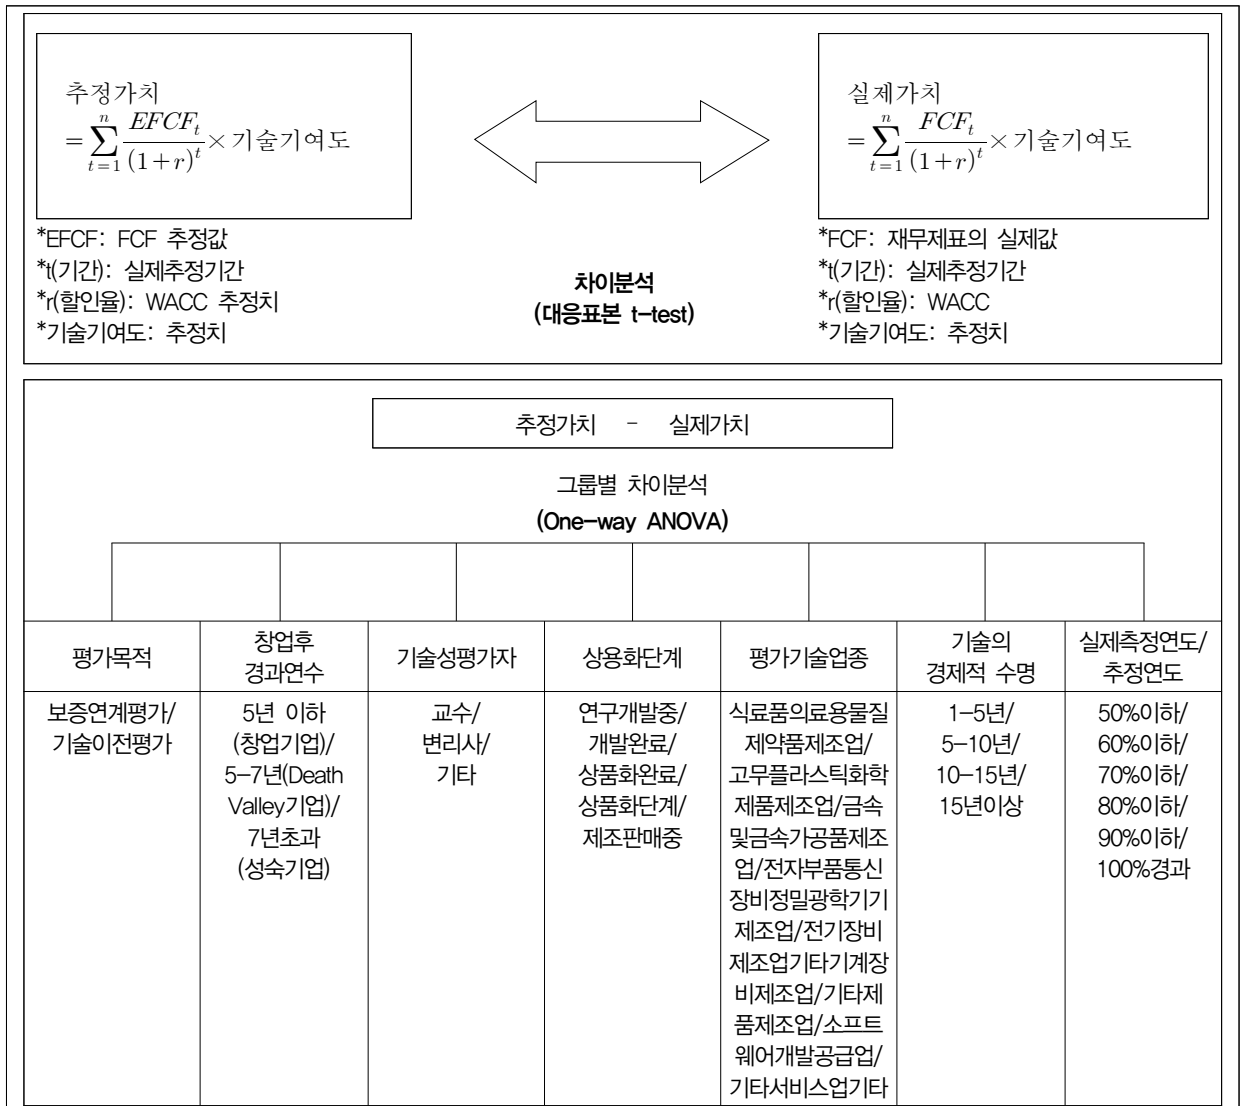 추정가치
= \sum_{t=1}^{n} \frac{EFCF_t}{(1+r)^t} × 기술기여도
*EFCF: FCF 추정값
*t(기간): 실제추정기간
*r(할인율): WACC 추정치
*기술기여도: 추정치
차이분석
(대응표본 t-test)
실제가치
= \sum_{t=1}^{n} \frac{FCF_t}{(1+r)^t} × 기술기여도
*FCF: 재무제표의 실제값
*t(기간): 실제추정기간
*r(할인율): WACC
*기술기여도: 추정치
추정가치 - 실제가치
그룹별 차이분석
(One-way ANOVA)
평가목적
보증연계평가/
기술이전평가
창업후
경과연수
5년 이하
(창업기업)/
5-7년(Death
Valley기업)/
7년초과
(성숙기업)
기술성평가자
교수/
변리사/
기타
상용화단계
연구개발중/
개발완료/
상품화완료/
상품화단계/
제조판매중
평가기술업종
식료품의료용물질
제약품제조업/
고무플라스틱화학
제품제조업/금속
및금속가공품제조
업/전자부품통신
장비정밀광학기기
제조업/전기장비
제조업기타기계장
비제조업/기타제
품제조업/소프트
웨어개발공급업/
기타서비스업기타
기술의
경제적 수명
1-5년/
5-10년/
10-15년/
15년이상
실제측정연도/
추정연도
50%이하/
60%이하/
70%이하/
80%이하/
90%이하/
100%경과